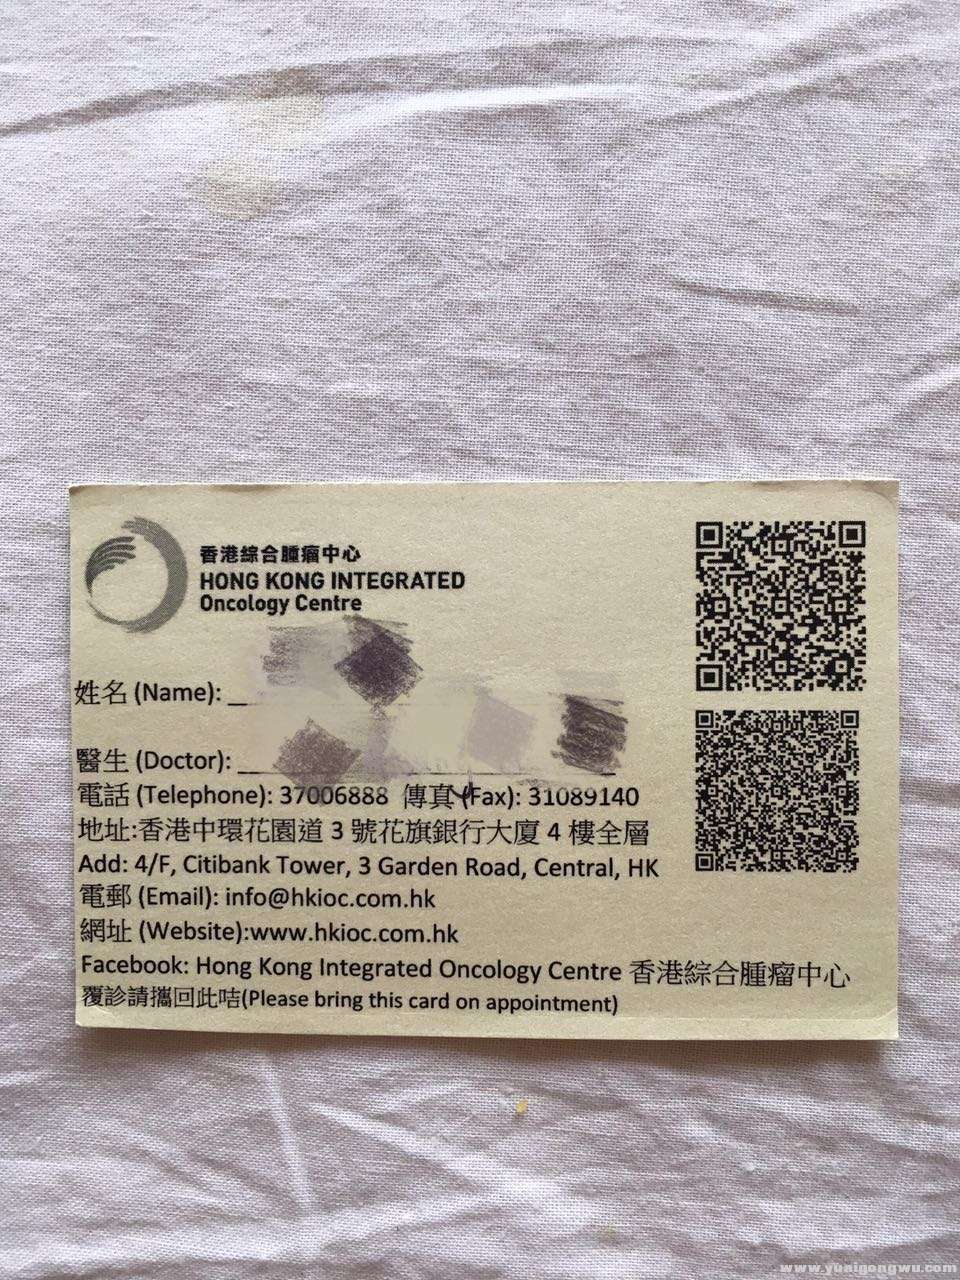 香港綜合腫瘤中心
HONG KONG INTEGRATED
Oncology Centre
姓名 (Name):
醫生 (Doctor):
電話 (Telephone): 37006888 傳真 (Fax): 31089140
地址:香港中環花園道 3 號花旗銀行大廈 4 樓全層
Add: 4/F, Citibank Tower, 3 Garden Road, Central, HK
電郵 (Email): info@hkioc.com.hk
網址 (Website):www.hkioc.com.hk
Facebook: Hong Kong Integrated Oncology Centre 香港綜合腫瘤中心
覆診請攜回此咭(Please bring this card on appointment)
www.yuaigongwu.com